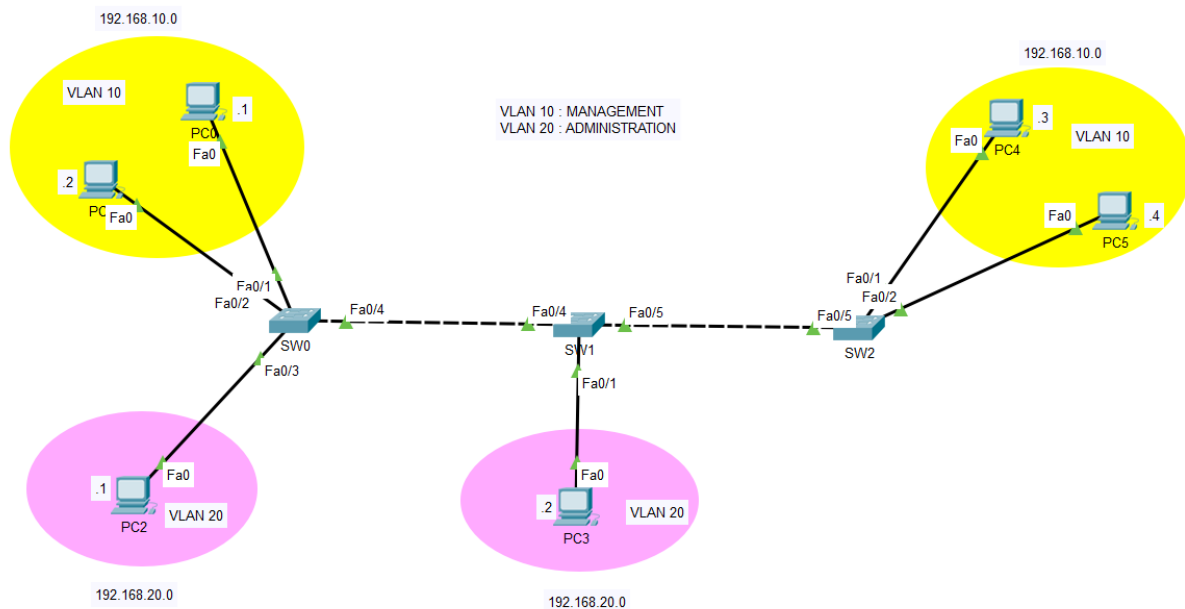 192.168.10.0
VLAN 10
.1
PC0
Fa0
.2
Fa0
VLAN 10 : MANAGEMENT
VLAN 20 : ADMINISTRATION
192.168.10.0
.3
Fa0
PC4
VLAN 10
Fa0
.4
PC5
Fa0/1
Fa0/2
Fa0/4
SW0
Fa0/3
Fa0/4
Fa0/5
SW1
Fa0/1
Fa0/1
Fa0/2
Fa0/5
SW2
.1
Fa0
PC2
VLAN 20
192.168.20.0
Fa0
.2
PC3
VLAN 20
192.168.20.0